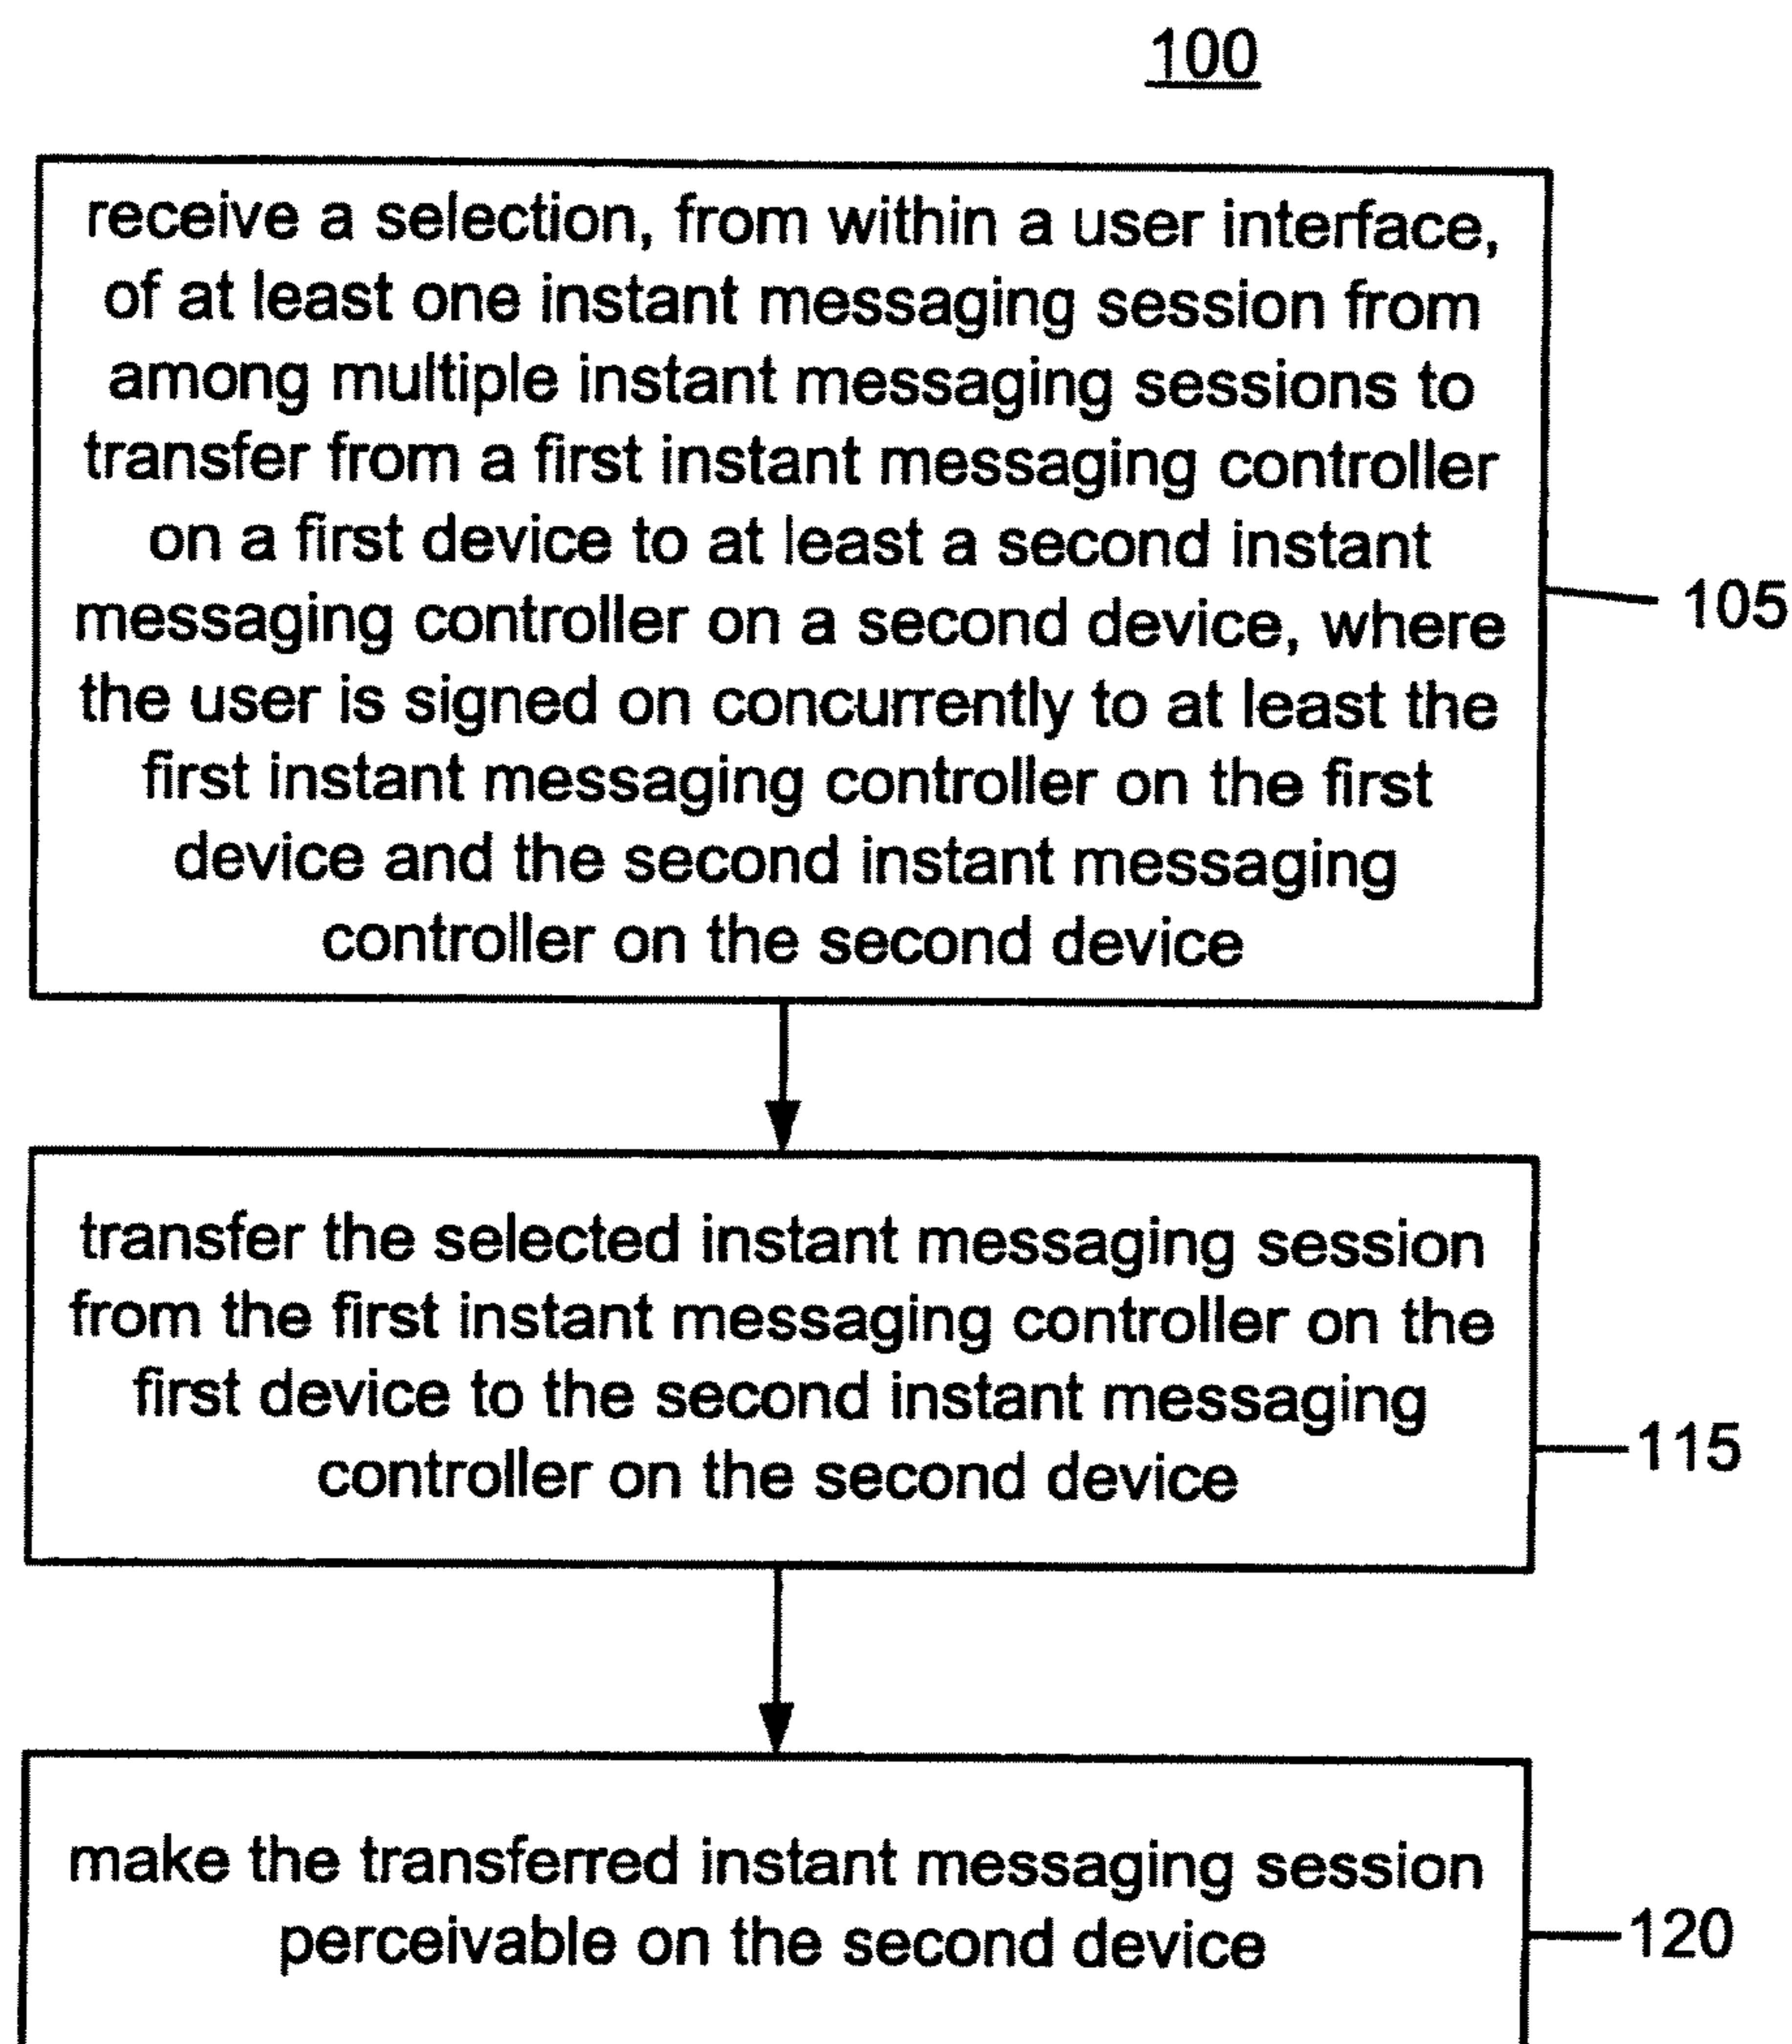 100
receive a selection, from within a user interface,
of at least one instant messaging session from
among multiple instant messaging sessions to
transfer from a first instant messaging controller
on a first device to at least a second instant
messaging controller on a second device, where
the user is signed on concurrently to at least the
first instant messaging controller on the first
device and the second instant messaging
controller on the second device
105
transfer the selected instant messaging session
from the first instant messaging controller on the
first device to the second instant messaging
controller on the second device
115
make the transferred instant messaging session
perceivable on the second device
120